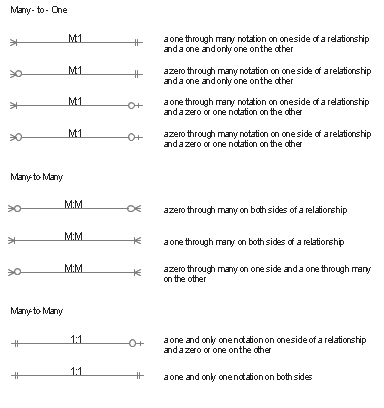 Many - to - One
M:1
a one through many notation on one side of a relationship
and a one and only one on the other
M:1
a zero through many notation on one side of a relationship
and a one and only one on the other
M:1
a one through many notation on one side of a relationship
and a zero or one notation on the other
M:1
a zero through many notation on one side of a relationship
and a zero or one notation on the other
Many-to-Many
M:M
a zero through many on both sides of a relationship
M:M
a one through many on both sides of a relationship
M:M
a zero through many on one side and a one through many
on the other
Many-to-Many
1:1
a one and only one notation on one side of a relationship
and a zero or one on the other
1:1
a one and only one notation on both sides